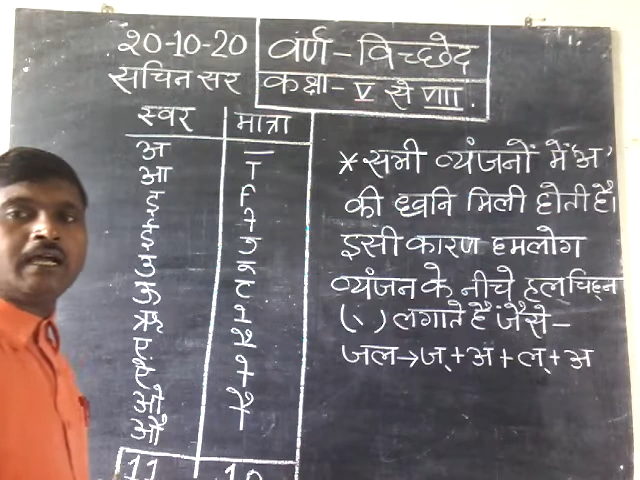 20-10-20
सचिन सर
वर्ण-विच्छेद
कक्षा- V से VIII.
स्वर मात्रा
अ —
आ ा
इ ि
ई ी
उ ु
ऊ ू
ऋ ृ
ए े
ऐ ै
ओ ो
औ ौ
11 10
* सभी व्यंजनों में 'अ'
की ध्वनि मिली होती है।
इसी कारण हमलोग
व्यंजन के नीचे हल् चिह्न
(्) लगाते हैं जैसे-
जल→ज्+अ+ल्+अ